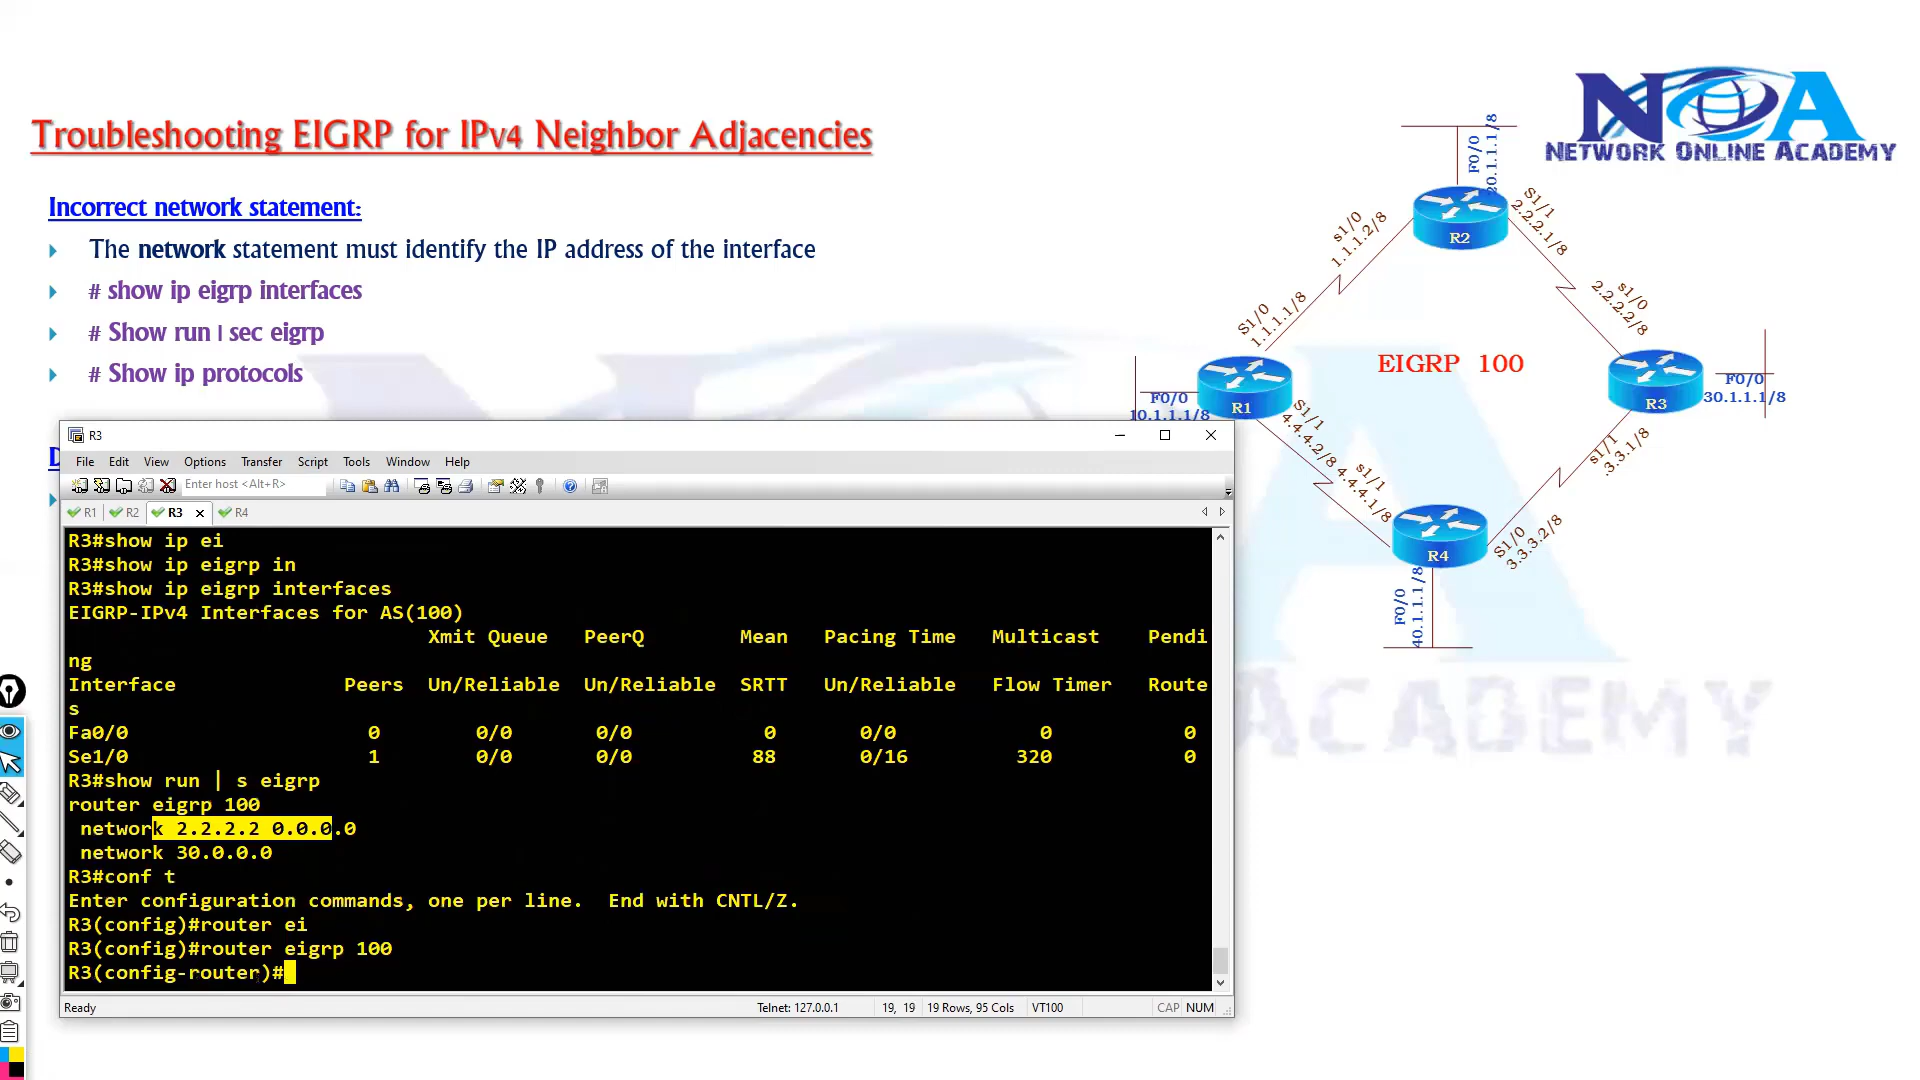 Troubleshooting EIGRP for IPv4 Neighbor Adjacencies
NOA
Network Online Academy
Incorrect network statement:
The network statement must identify the IP address of the interface
# show ip eigrp interfaces
# Show run | sec eigrp
# Show ip protocols
D
F0/0
20.1.1.1/8
R2
S1/1
2.2.2.1/8
s1/0
1.1.1.2/8
s1/0
2.2.2.2/8
S1/0
1.1.1.1/8
EIGRP 100
F0/0
10.1.1.1/8
R1
R3
F0/0
30.1.1.1/8
S1/1
4.4.4.2/8
s1/1
4.4.4.1/8
s1/1
.3.3.1/8
R4
S1/0
3.3.3.2/8
F0/0
40.1.1.1/8
ACADEMY
R3
File Edit View Options Transfer Script Tools Window Help
Enter host <Alt+R>
R1 R2 R3 R4
R3#show ip ei
R3#show ip eigrp in
R3#show ip eigrp interfaces
EIGRP-IPv4 Interfaces for AS(100)
Xmit Queue PeerQ Mean Pacing Time Multicast Pendi
ng
Interface Peers Un/Reliable Un/Reliable SRTT Un/Reliable Flow Timer Route
s
Fa0/0 0 0/0 0/0 0 0/0 0 0
Se1/0 1 0/0 0/0 88 0/16 320 0
R3#show run | s eigrp
router eigrp 100
network 2.2.2.2 0.0.0.0
network 30.0.0.0
R3#conf t
Enter configuration commands, one per line. End with CNTL/Z.
R3(config)#router ei
R3(config)#router eigrp 100
R3(config-router)#
Ready Telnet: 127.0.0.1 19, 19 19 Rows, 95 Cols VT100 CAP NUM